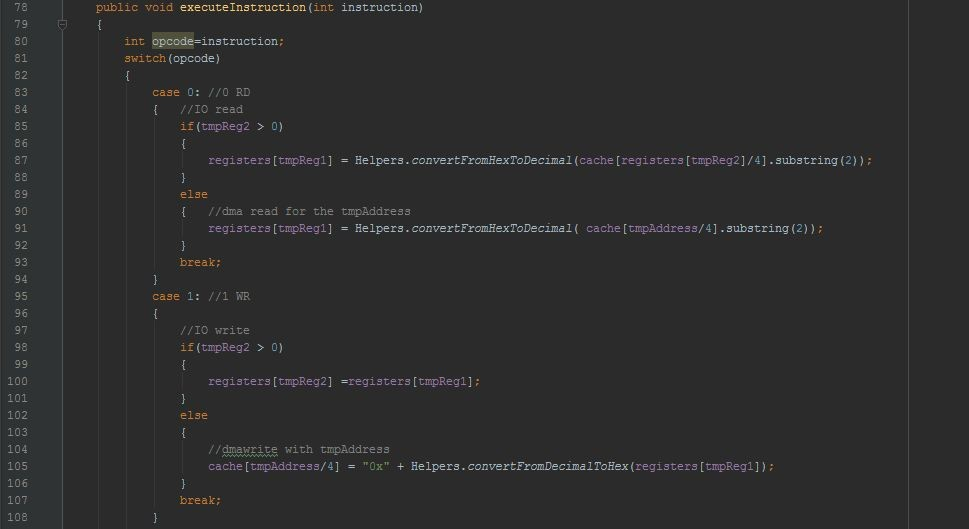 78 public void executeInstruction(int instruction)
79 {
80 int opcode=instruction;
81 switch(opcode)
82 {
83 case 0: //0 RD
84 { //IO read
85 if(tmpReg2 > 0)
86 {
87 registers[tmpReg1] = Helpers.convertFromHexToDecimal(cache[registers[tmpReg2]/4].substring(2));
88 }
89 else
90 { //dma read for the tmpAddress
91 registers[tmpReg1] = Helpers.convertFromHexToDecimal( cache[tmpAddress/4].substring(2));
92 }
93 break;
94 }
95 case 1: //1 WR
96 {
97 //IO write
98 if(tmpReg2 > 0)
99 {
100 registers[tmpReg2] =registers[tmpReg1];
101 }
102 else
103 {
104 //dmawrite with tmpAddress
105 cache[tmpAddress/4] = "0x" + Helpers.convertFromDecimalToHex(registers[tmpReg1]);
106 }
107 break;
108 }